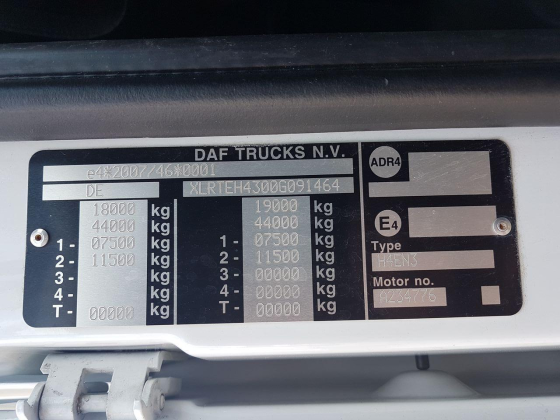 DAF TRUCKS N.V.
e4*2007/46*0001
DE XLRTEH4300G091464
18000 kg 19000 kg
44000 kg 44000 kg
1- 07500 kg 1- 07500 kg
2- 11500 kg 2- 11500 kg
3- kg 3- 00000 kg
4- kg 4- 00000 kg
T- 00000 kg T- 00000 kg
ADR4
E4
Type
H4EN3
Motor no.
A234776